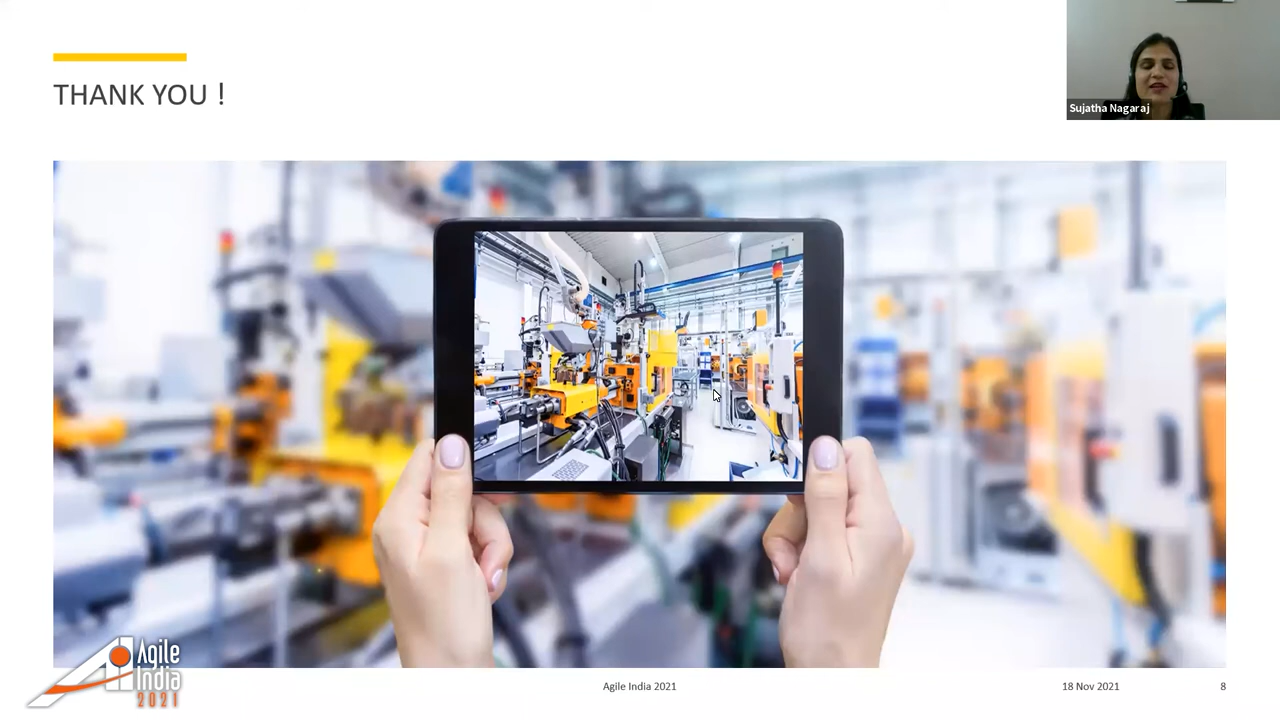 THANK YOU !
Sujatha Nagaraj
Agile
India
2021
Agile India 2021
18 Nov 2021
8